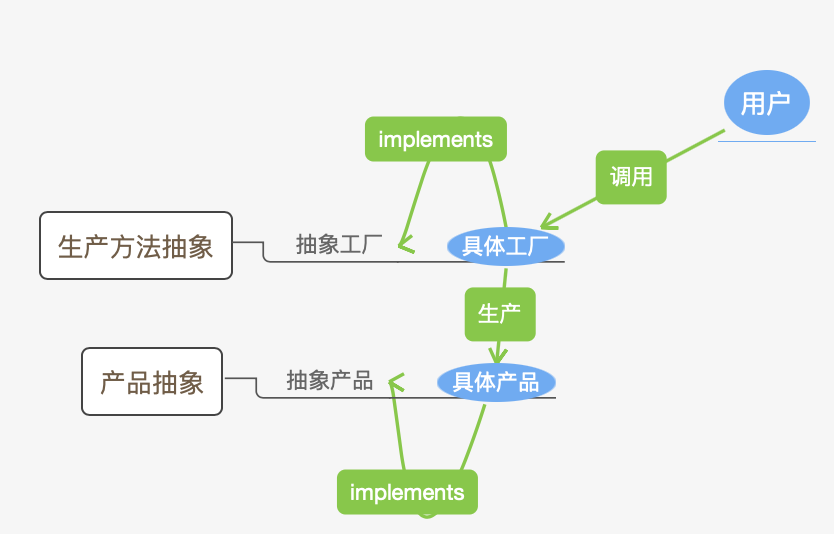 用户
implements
调用
生产方法抽象
抽象工厂
具体工厂
生产
产品抽象
抽象产品
具体产品
implements